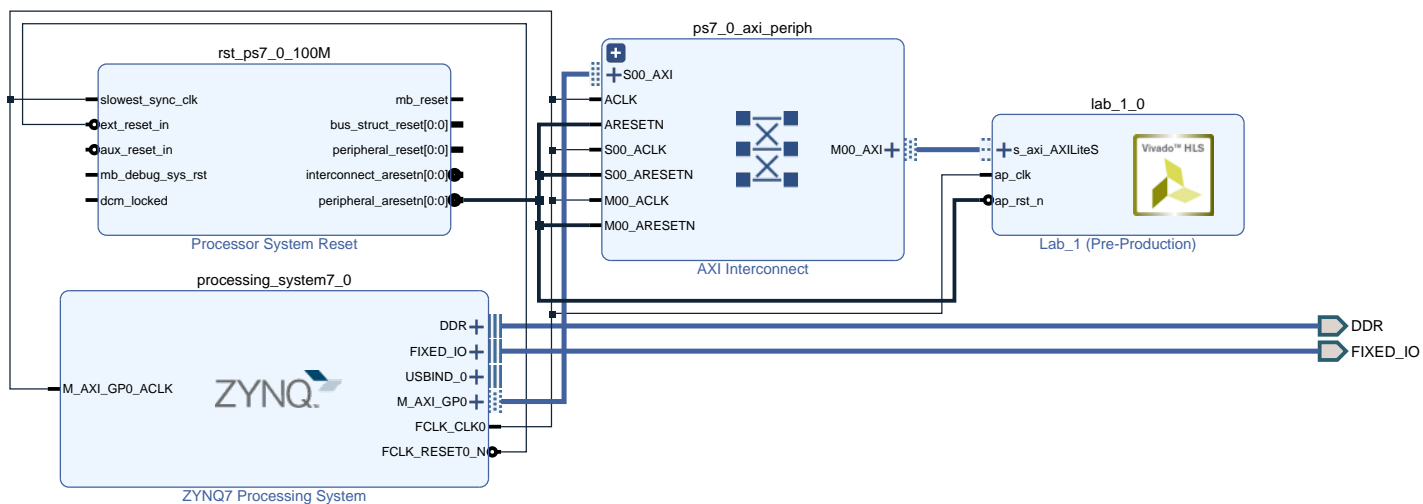 rst_ps7_0_100M
slowest_sync_clk
ext_reset_in
aux_reset_in
mb_debug_sys_rst
dcm_locked
mb_reset
bus_struct_reset[0:0]
peripheral_reset[0:0]
interconnect_aresetn[0:0]
peripheral_aresetn[0:0]
Processor System Reset
ps7_0_axi_periph
S00_AXI
ACLK
ARESETN
S00_ACLK
S00_ARESETN
M00_ACLK
M00_ARESETN
M00_AXI
AXI Interconnect
lab_1_0
s_axi_AXILiteS
ap_clk
ap_rst_n
Vivado™ HLS
Lab_1 (Pre-Production)
processing_system7_0
M_AXI_GP0_ACLK
ZYNQ
DDR
FIXED_IO
USBIND_0
M_AXI_GP0
FCLK_CLK0
FCLK_RESET0_N
ZYNQ7 Processing System
DDR
FIXED_IO